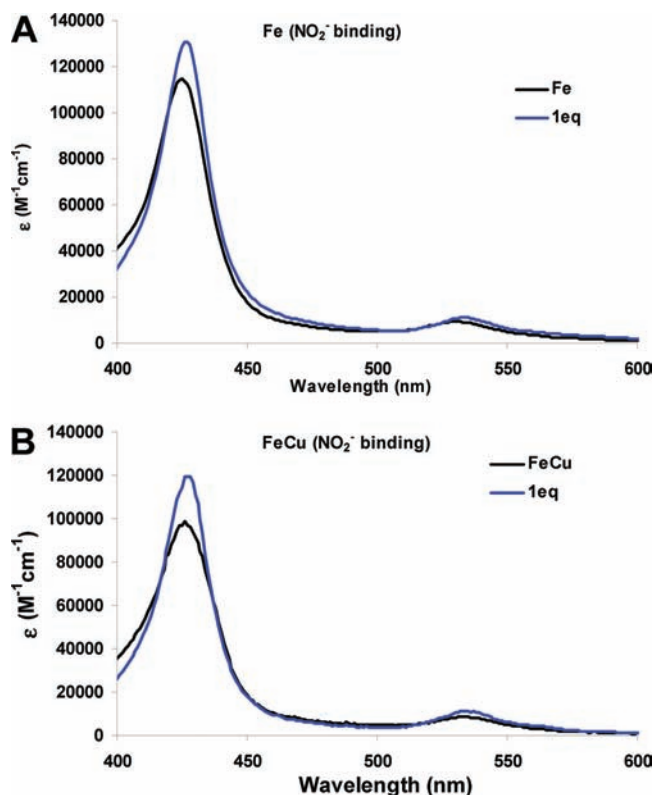 A
Fe (NO₂⁻ binding)
140000
120000
100000
80000
60000
40000
20000
0
ε (M⁻¹cm⁻¹)
Fe
1eq
400
450
500
550
600
Wavelength (nm)
B
FeCu (NO₂⁻ binding)
140000
120000
100000
80000
60000
40000
20000
0
ε (M⁻¹cm⁻¹)
FeCu
1eq
400
450
500
550
600
Wavelength (nm)